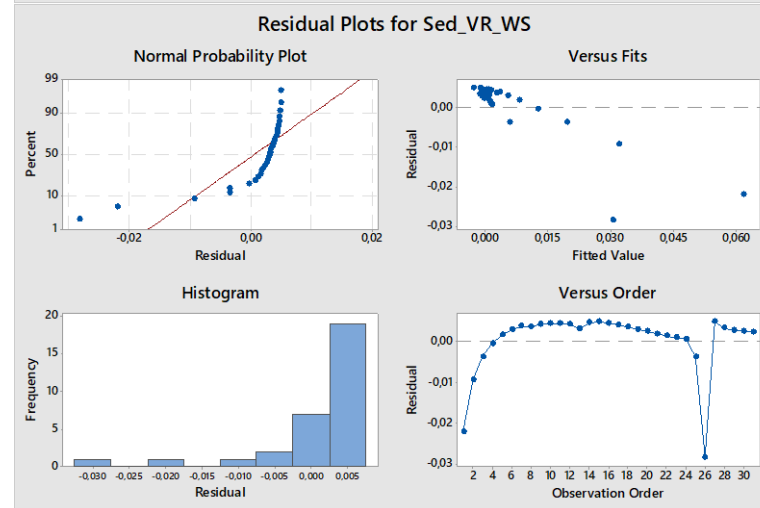 Residual Plots for Sed_VR_WS
Normal Probability Plot
99
90
50
10
1
Percent
-0,02 0,00 0,02
Residual
Versus Fits
0,00
-0,01
-0,02
-0,03
Residual
0,000 0,015 0,030 0,045 0,060
Fitted Value
Histogram
20
15
10
5
0
Frequency
-0,030 -0,025 -0,020 -0,015 -0,010 -0,005 0,000 0,005
Residual
Versus Order
0,00
-0,01
-0,02
-0,03
Residual
2 4 6 8 10 12 14 16 18 20 22 24 26 28 30
Observation Order